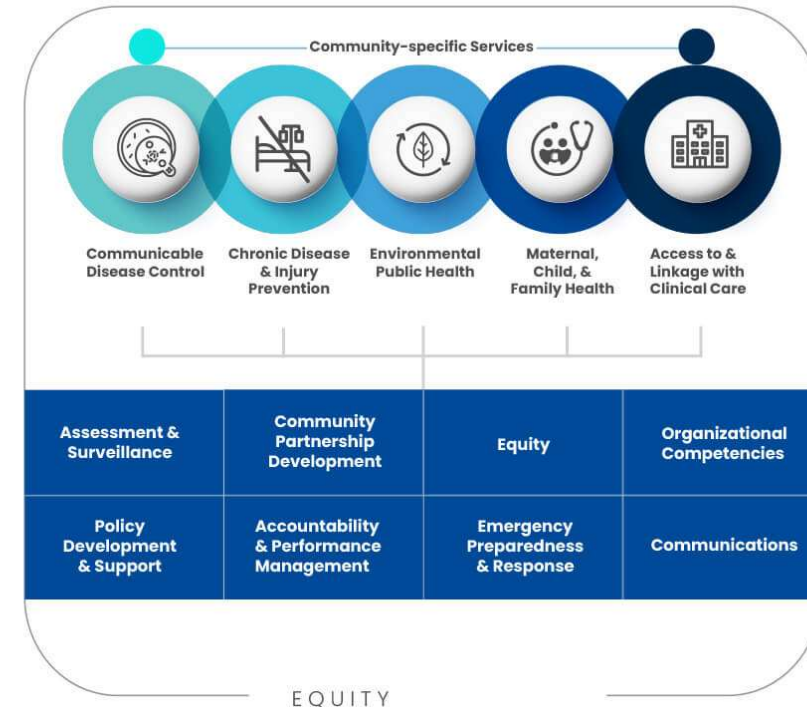 Community-specific Services
Communicable
Disease Control
Chronic Disease
& Injury
Prevention
Environmental
Public Health
Maternal,
Child, &
Family Health
Access to &
Linkage with
Clinical Care
Assessment &
Surveillance
Community
Partnership
Development
Equity
Organizational
Competencies
Policy
Development
& Support
Accountability
& Performance
Management
Emergency
Preparedness
& Response
Communications
EQUITY